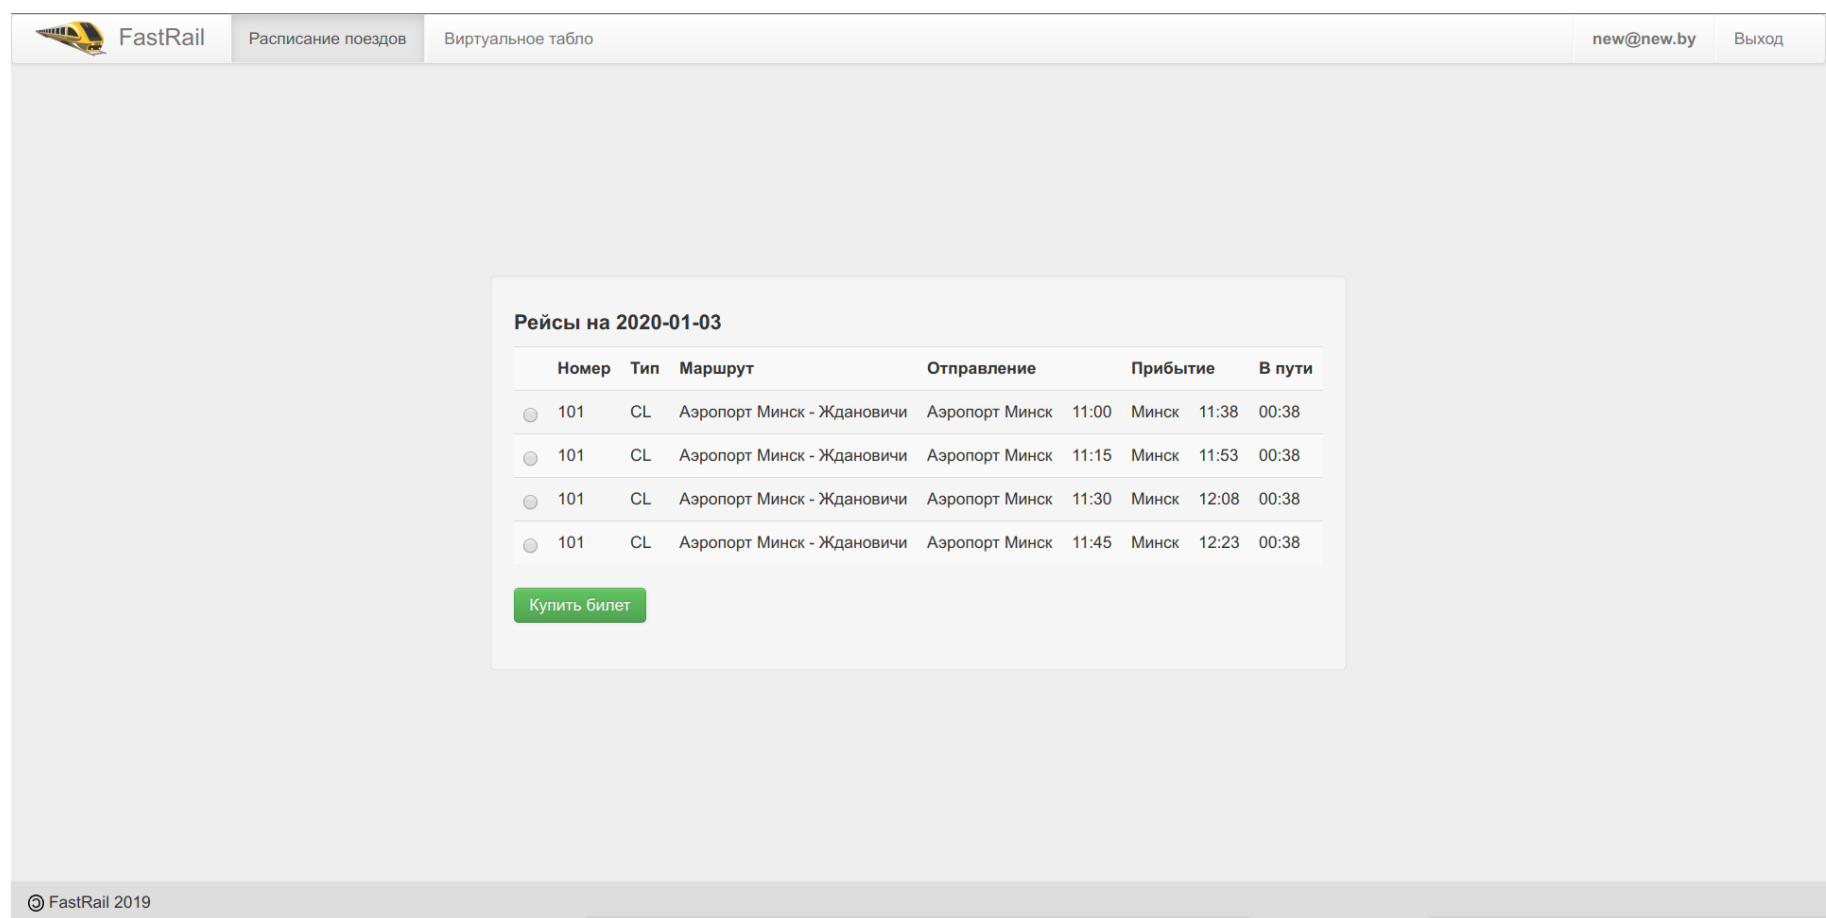 FastRail Расписание поездов Виртуальное табло new@new.by Выход
Рейсы на 2020-01-03
Номер Тип Маршрут Отправление Прибытие В пути
101 CL Аэропорт Минск - Ждановичи Аэропорт Минск 11:00 Минск 11:38 00:38
101 CL Аэропорт Минск - Ждановичи Аэропорт Минск 11:15 Минск 11:53 00:38
101 CL Аэропорт Минск - Ждановичи Аэропорт Минск 11:30 Минск 12:08 00:38
101 CL Аэропорт Минск - Ждановичи Аэропорт Минск 11:45 Минск 12:23 00:38
Купить билет
🄯 FastRail 2019